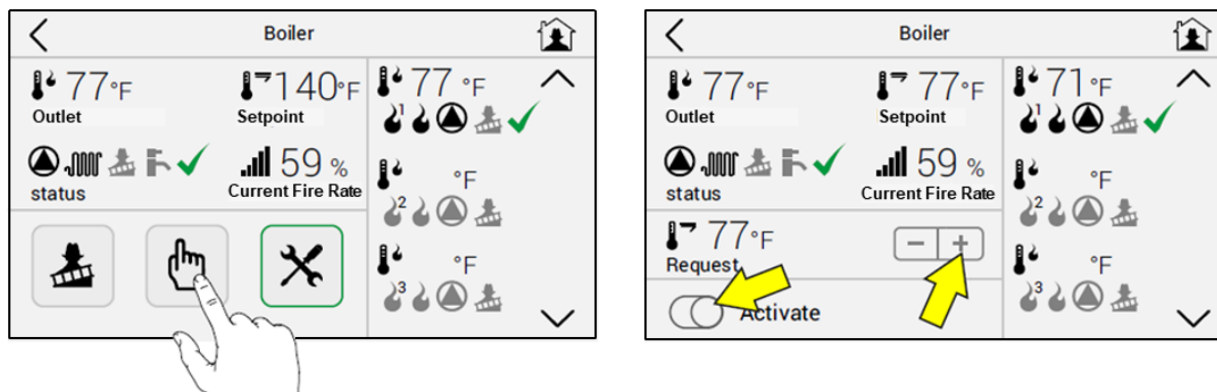 Boiler
77°F
Outlet
140°F
Setpoint
77 °F
1
status
59 %
Current Fire Rate
°F
2
°F
3
Boiler
77°F
Outlet
77°F
Setpoint
71°F
1
status
59 %
Current Fire Rate
°F
2
77°F
Request
− +
°F
3
Activate